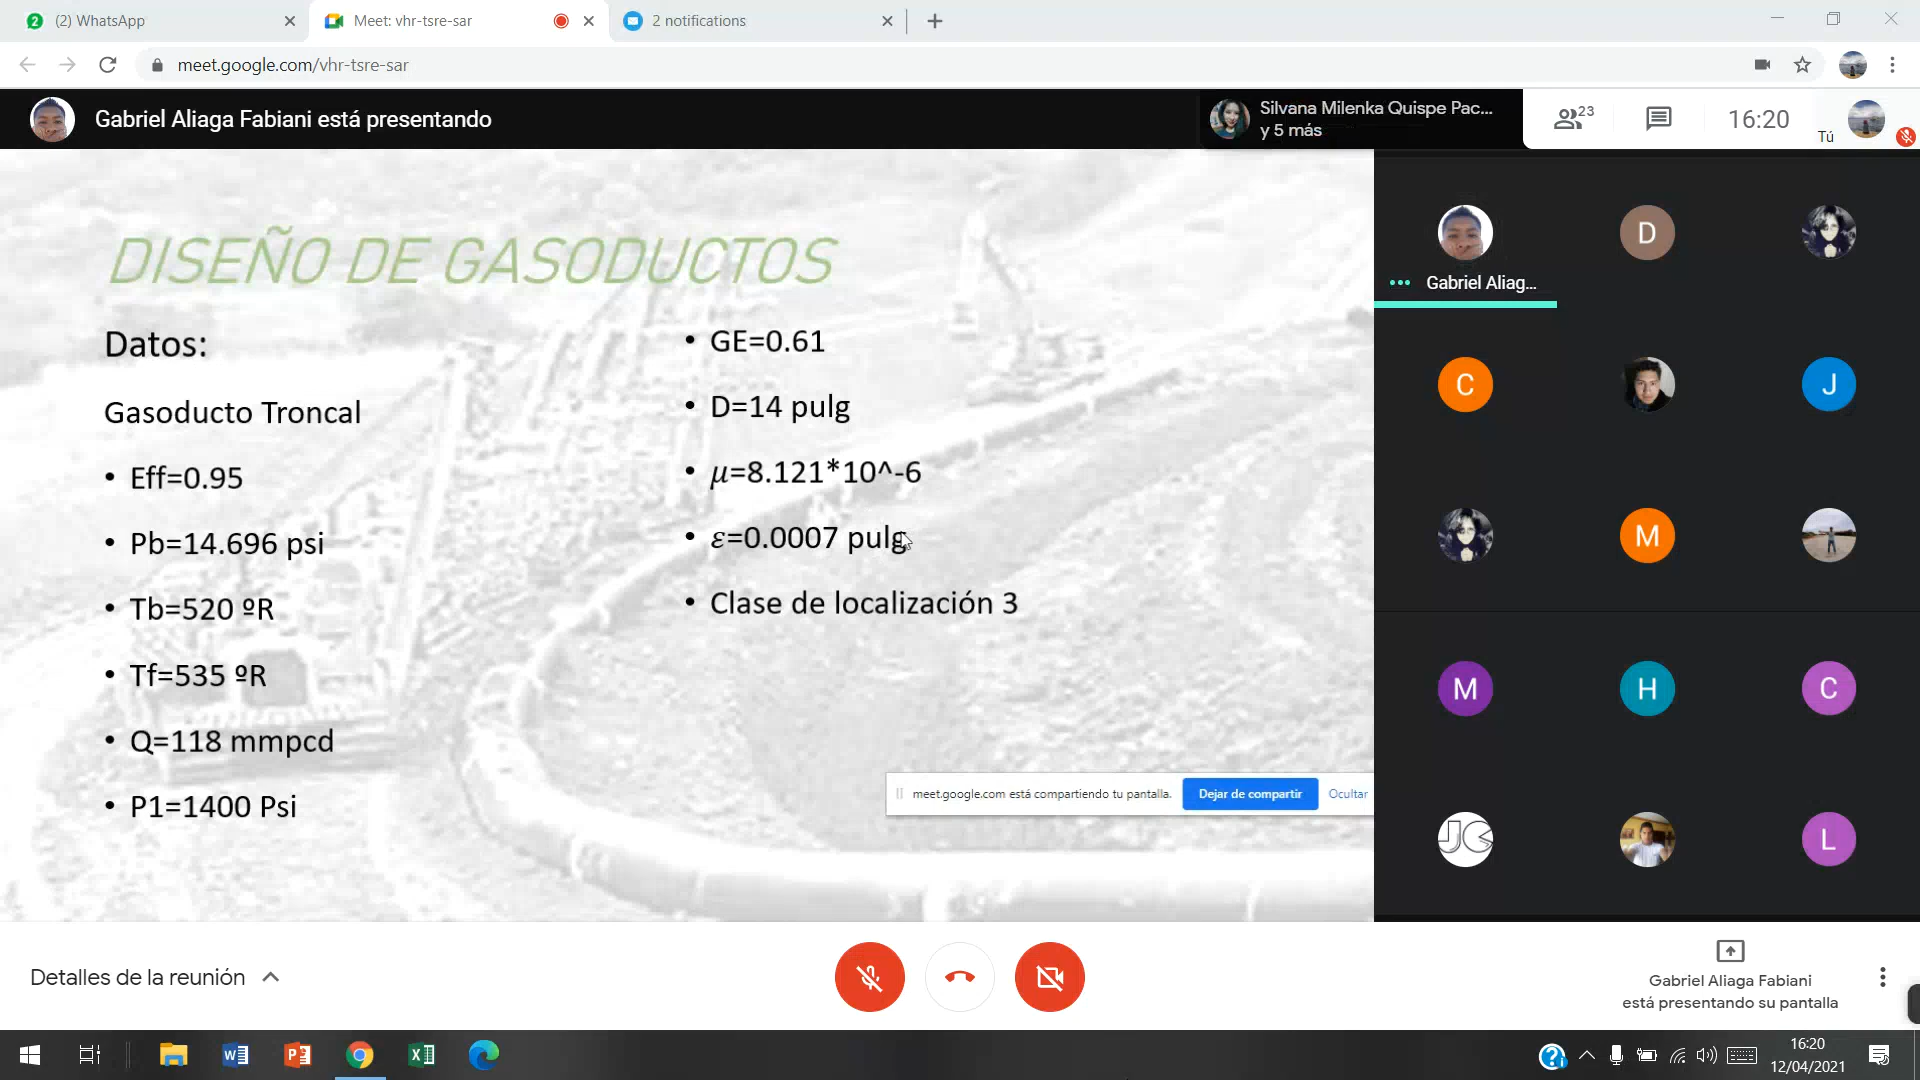 (2) WhatsApp
Meet: vhr-tsre-sar
2 notifications
meet.google.com/vhr-tsre-sar
Gabriel Aliaga Fabiani está presentando
Silvana Milenka Quispe Pac...
y 5 más
23
16:20
Tú
DISEÑO DE GASODUCTOS
Datos:
Gasoducto Troncal
• Eff=0.95
• Pb=14.696 psi
• Tb=520 ºR
• Tf=535 ºR
• Q=118 mmpcd
• P1=1400 Psi
• GE=0.61
• D=14 pulg
• μ=8.121*10^-6
• ε=0.0007 pulg
• Clase de localización 3
meet.google.com está compartiendo tu pantalla.
Dejar de compartir
Ocultar
D
Gabriel Aliag...
C
J
M
M
H
C
JC
L
Detalles de la reunión
Gabriel Aliaga Fabiani
está presentando su pantalla
16:20
12/04/2021